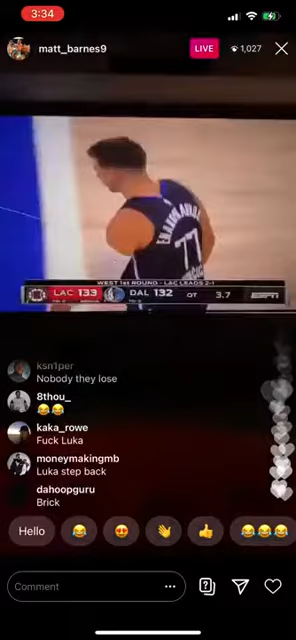 3:34
matt_barnes9
LIVE
1,027
77
WEST 1st ROUND - LAC LEADS 2-1
LAC 133
DAL 132
OT
3.7
ESPN
ksn1per
Nobody they lose
8thou_
😂😂
kaka_rowe
Fuck Luka
moneymakingmb
Luka step back
dahoopguru
Brick
Hello
😂 😍 👋 👍 😂😂😂
Comment